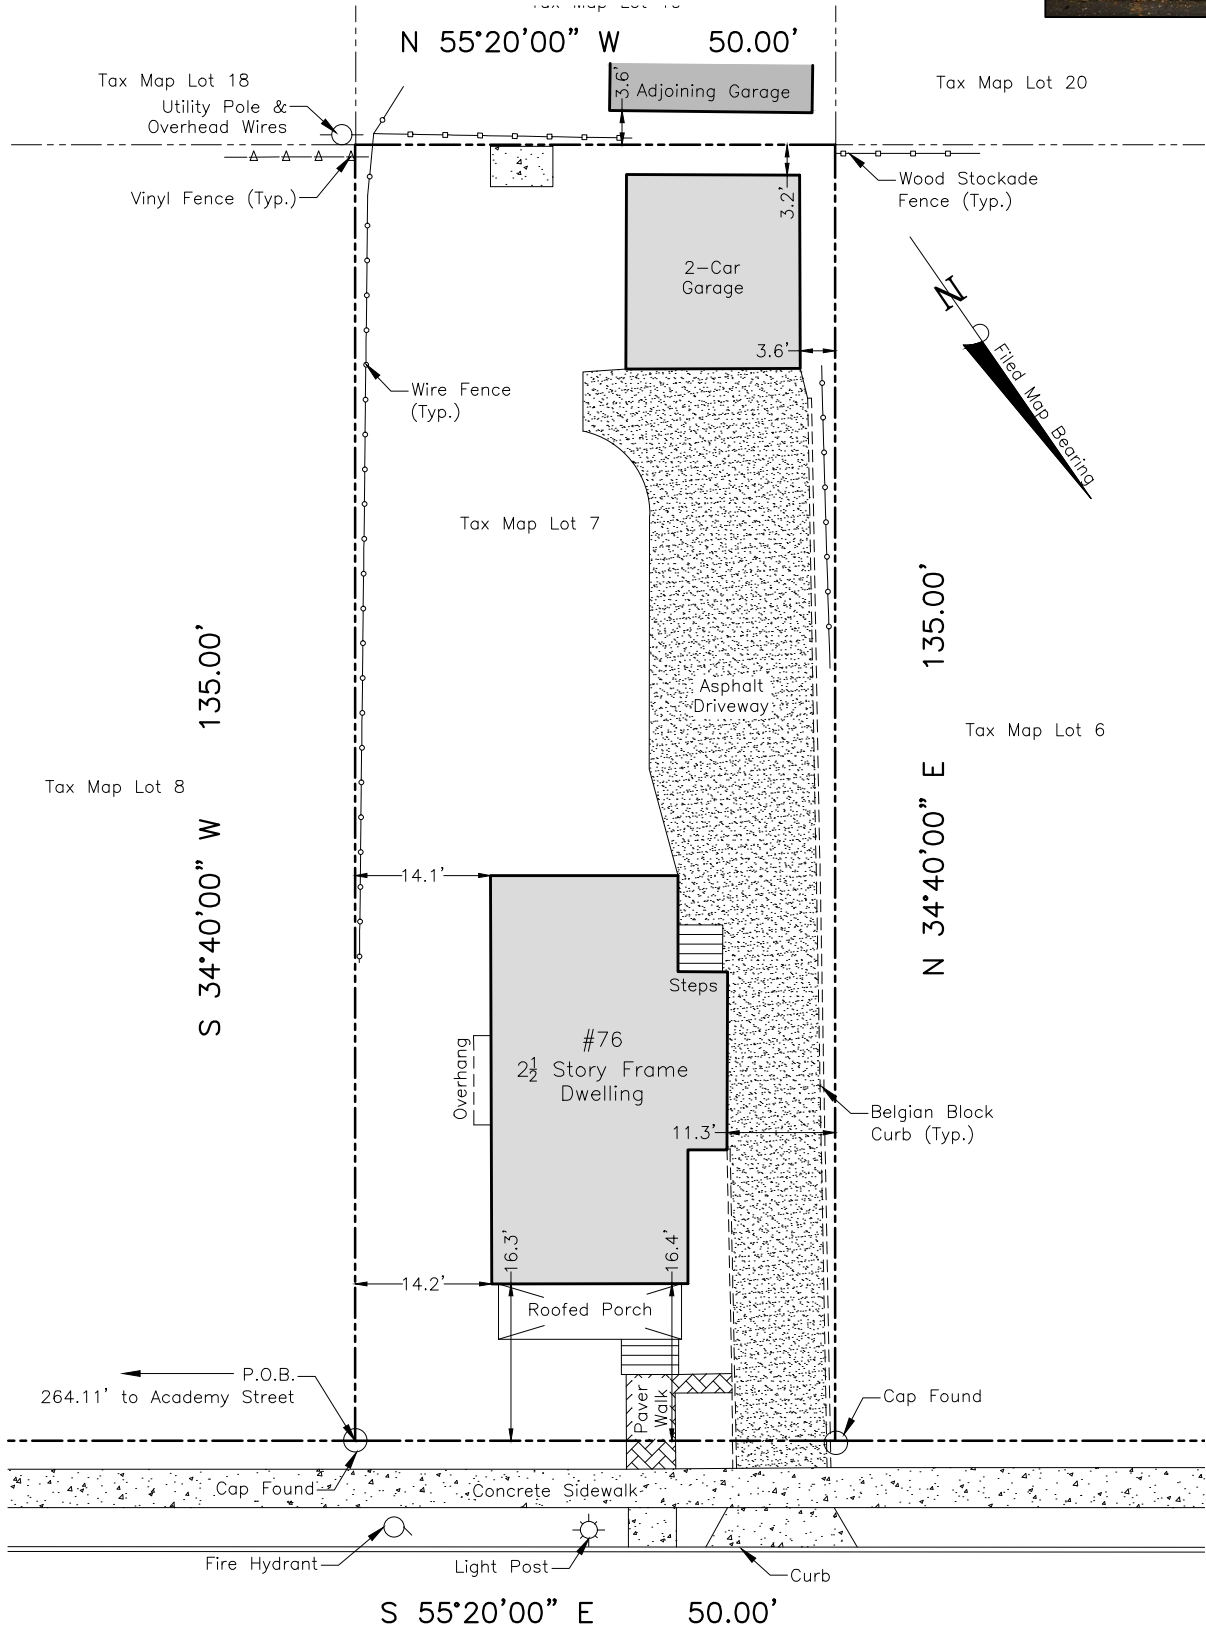 N 55°20'00" W 50.00'
Tax Map Lot 18
Utility Pole &
Overhead Wires
3.6'
Adjoining Garage
Tax Map Lot 20
Vinyl Fence (Typ.)
3.2'
Wood Stockade
Fence (Typ.)
2-Car
Garage
N
3.6'
Filed Map Bearing
Wire Fence
(Typ.)
Tax Map Lot 7
S 34°40'00" W 135.00'
N 34°40'00" E 135.00'
Asphalt
Driveway
Tax Map Lot 6
Tax Map Lot 8
14.1'
Steps
Overhang
#76
2½ Story Frame
Dwelling
11.3'
Belgian Block
Curb (Typ.)
16.3'
16.4'
14.2'
Roofed Porch
P.O.B.
264.11' to Academy Street
Paver
Walk
Cap Found
Cap Found
Concrete Sidewalk
Fire Hydrant
Light Post
Curb
S 55°20'00" E 50.00'